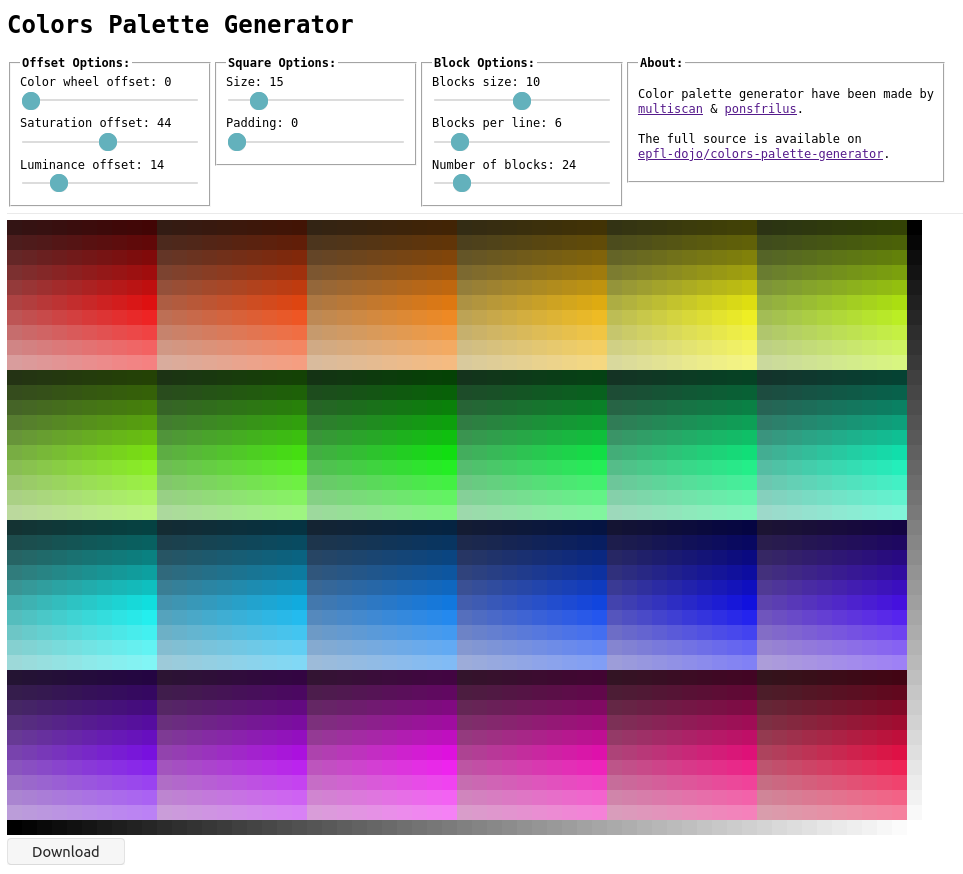 Colors Palette Generator
Offset Options:
Color wheel offset: 0
Saturation offset: 44
Luminance offset: 14
Square Options:
Size: 15
Padding: 0
Block Options:
Blocks size: 10
Blocks per line: 6
Number of blocks: 24
About:
Color palette generator have been made by
multiscan & ponsfrilus.
The full source is available on
epfl-dojo/colors-palette-generator.
Download